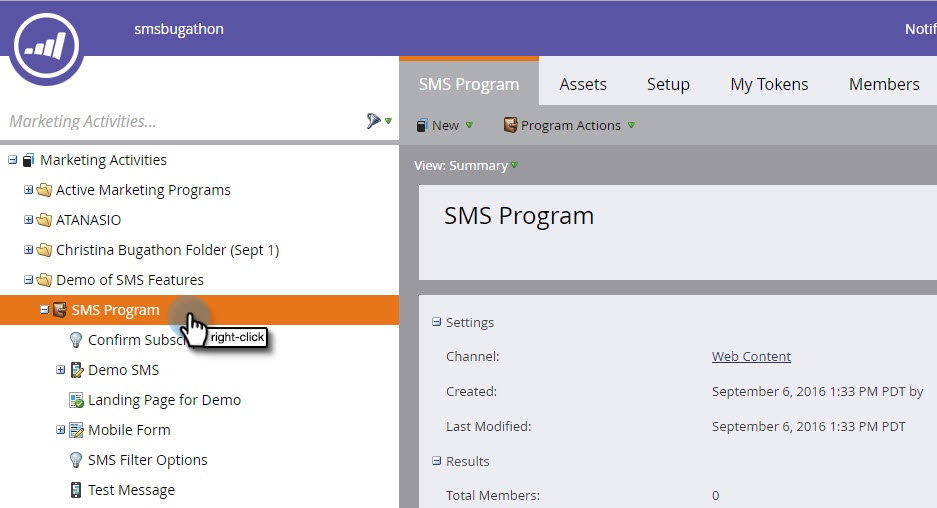 smsbugathon
Notif
SMS Program
Assets
Setup
My Tokens
Members
Marketing Activities...
New
Program Actions
Marketing Activities
View: Summary
Active Marketing Programs
ATANASIO
SMS Program
Christina Bugathon Folder (Sept 1)
Demo of SMS Features
SMS Program
right-click
Settings
Confirm Subsc
Channel:
Web Content
Demo SMS
Created:
September 6, 2016 1:33 PM PDT by
Landing Page for Demo
Last Modified:
September 6, 2016 1:33 PM PDT
Mobile Form
SMS Filter Options
Results
Test Message
Total Members:
0